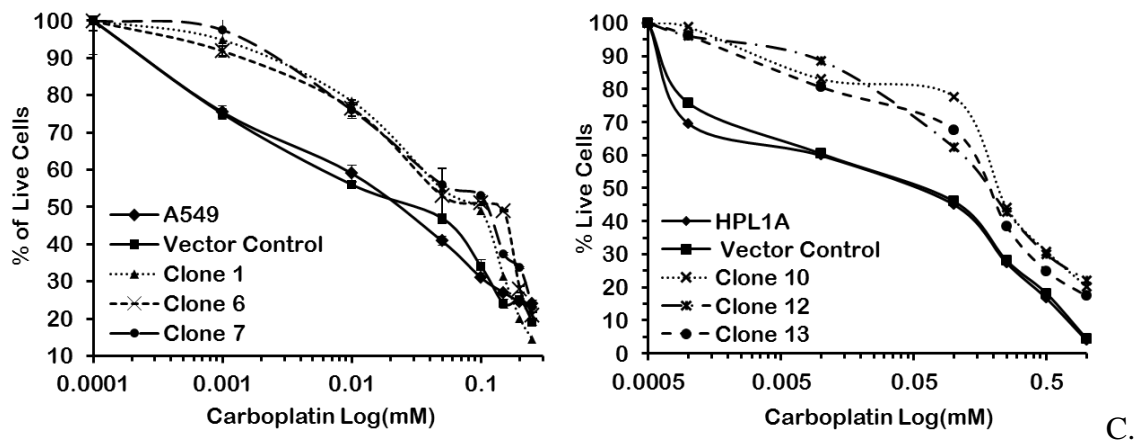 % of Live Cells
100
90
80
70
60
50
40
30
20
10
A549
Vector Control
Clone 1
Clone 6
Clone 7
0.0001 0.001 0.01 0.1
Carboplatin Log(mM)
% Live Cells
100
90
80
70
60
50
40
30
20
10
0
HPL1A
Vector Control
Clone 10
Clone 12
Clone 13
0.0005 0.005 0.05 0.5
Carboplatin Log(mM)
C.